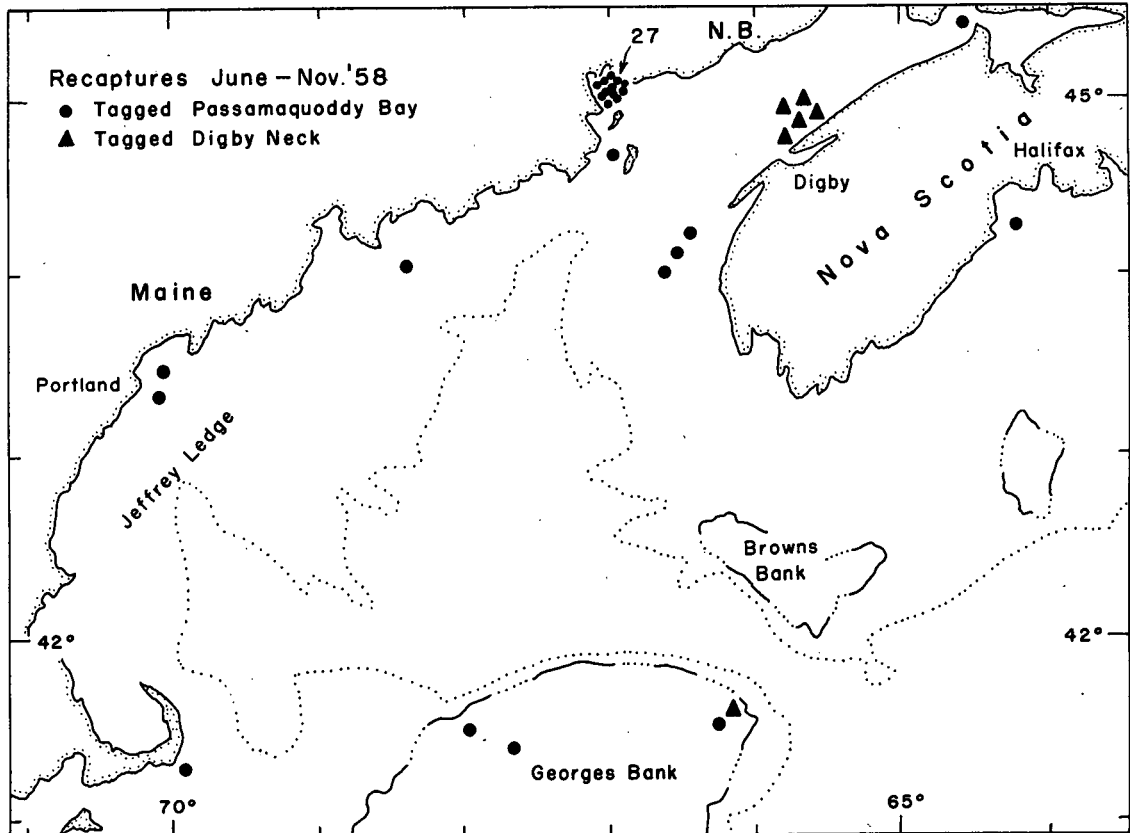 Recaptures June – Nov. '58
● Tagged Passamaquoddy Bay
▲ Tagged Digby Neck
27
N.B.
45°
Nova Scotia
Halifax
Digby
Maine
Portland
Jeffrey Ledge
Browns
Bank
42°
42°
Georges Bank
70°
65°